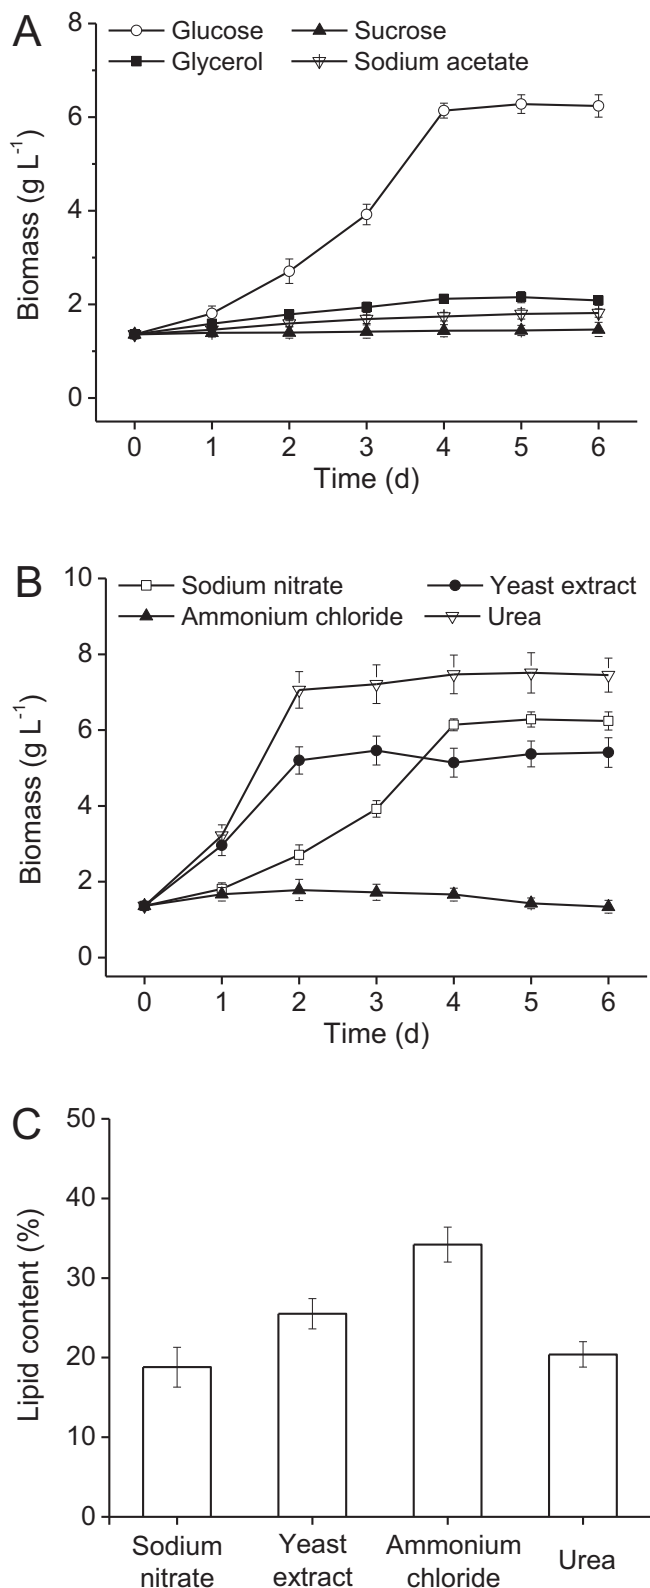 A
Glucose
Sucrose
Glycerol
Sodium acetate
8
6
4
2
0
Biomass (g L⁻¹)
0 1 2 3 4 5 6
Time (d)
B
Sodium nitrate
Yeast extract
Ammonium chloride
Urea
10
8
6
4
2
0
Biomass (g L⁻¹)
0 1 2 3 4 5 6
Time (d)
C
50
40
30
20
10
0
Lipid content (%)
Sodium
nitrate
Yeast
extract
Ammonium
chloride
Urea